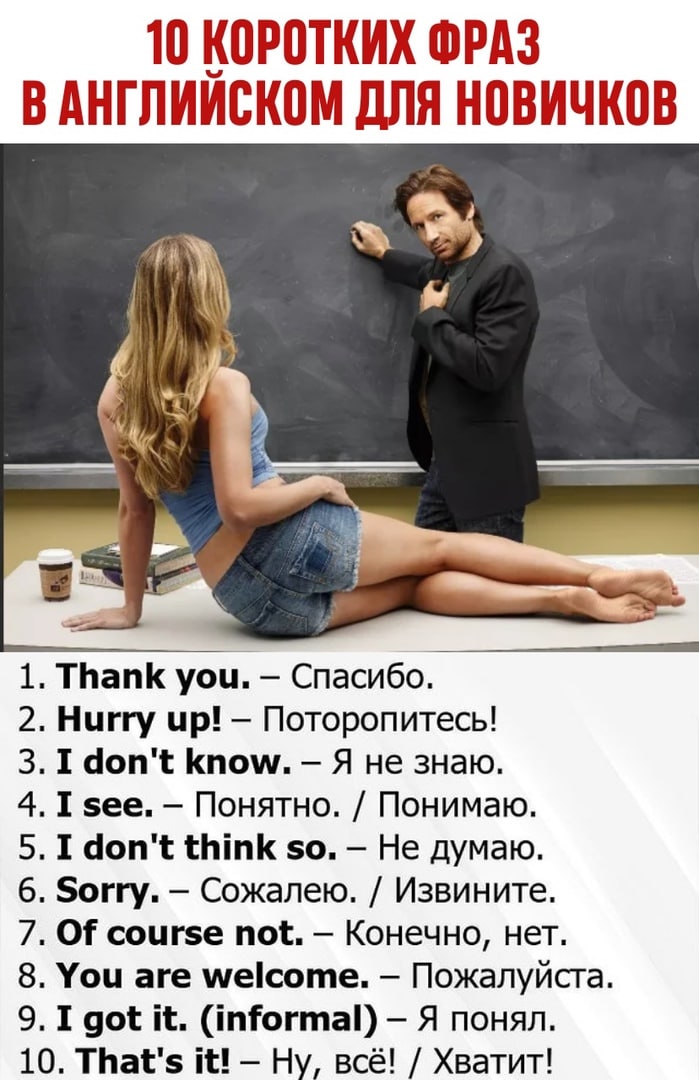 10 КОРОТКИХ ФРАЗ
В АНГЛИЙСКОМ ДЛЯ НОВИЧКОВ
1. Thank you. – Спасибо.
2. Hurry up! – Поторопитесь!
3. I don't know. – Я не знаю.
4. I see. – Понятно. / Понимаю.
5. I don't think so. – Не думаю.
6. Sorry. – Сожалею. / Извините.
7. Of course not. – Конечно, нет.
8. You are welcome. – Пожалуйста.
9. I got it. (informal) – Я понял.
10. That's it! – Ну, всё! / Хватит!